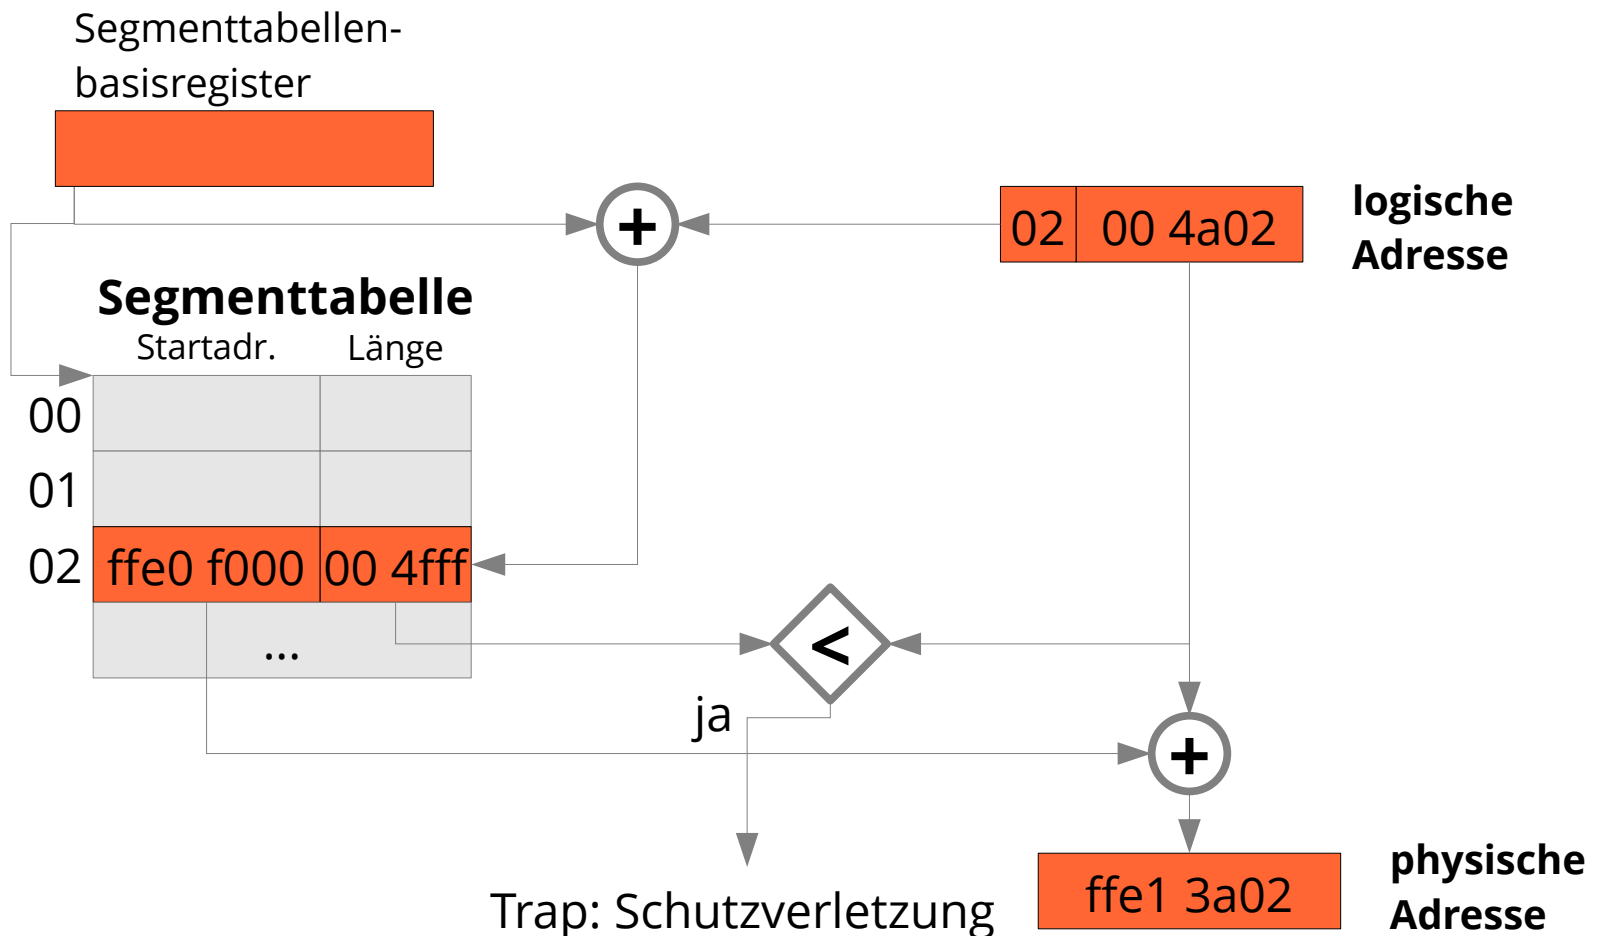 Segmenttabellen-
basisregister
+
02 00 4a02
logische
Adresse
Segmenttabelle
Startadr. Länge
00
01
02 ffe0 f000 00 4fff
...
<
ja
+
Trap: Schutzverletzung
ffe1 3a02
physische
Adresse